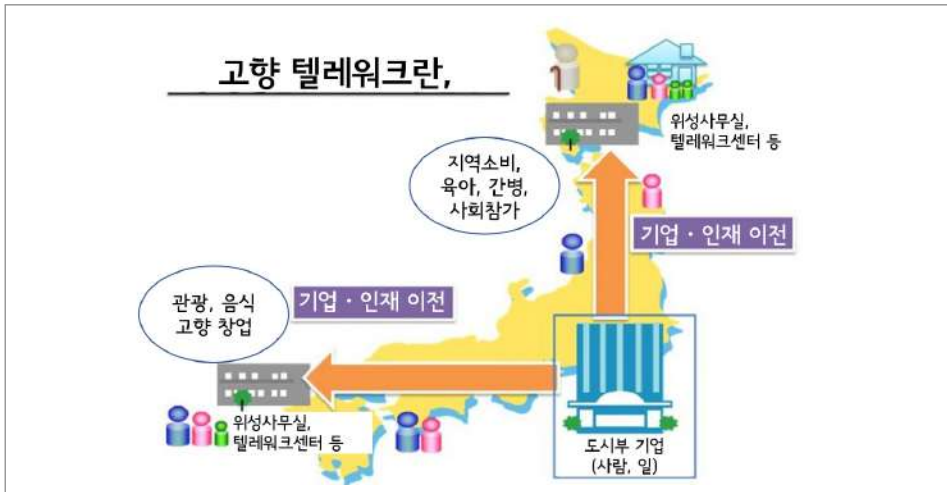 고향 텔레워크란,
위성사무실,
텔레워크센터 등
지역소비,
육아, 간병,
사회참가
기업・인재 이전
관광, 음식
고향 창업
기업・인재 이전
위성사무실,
텔레워크센터 등
도시부 기업
(사람, 일)